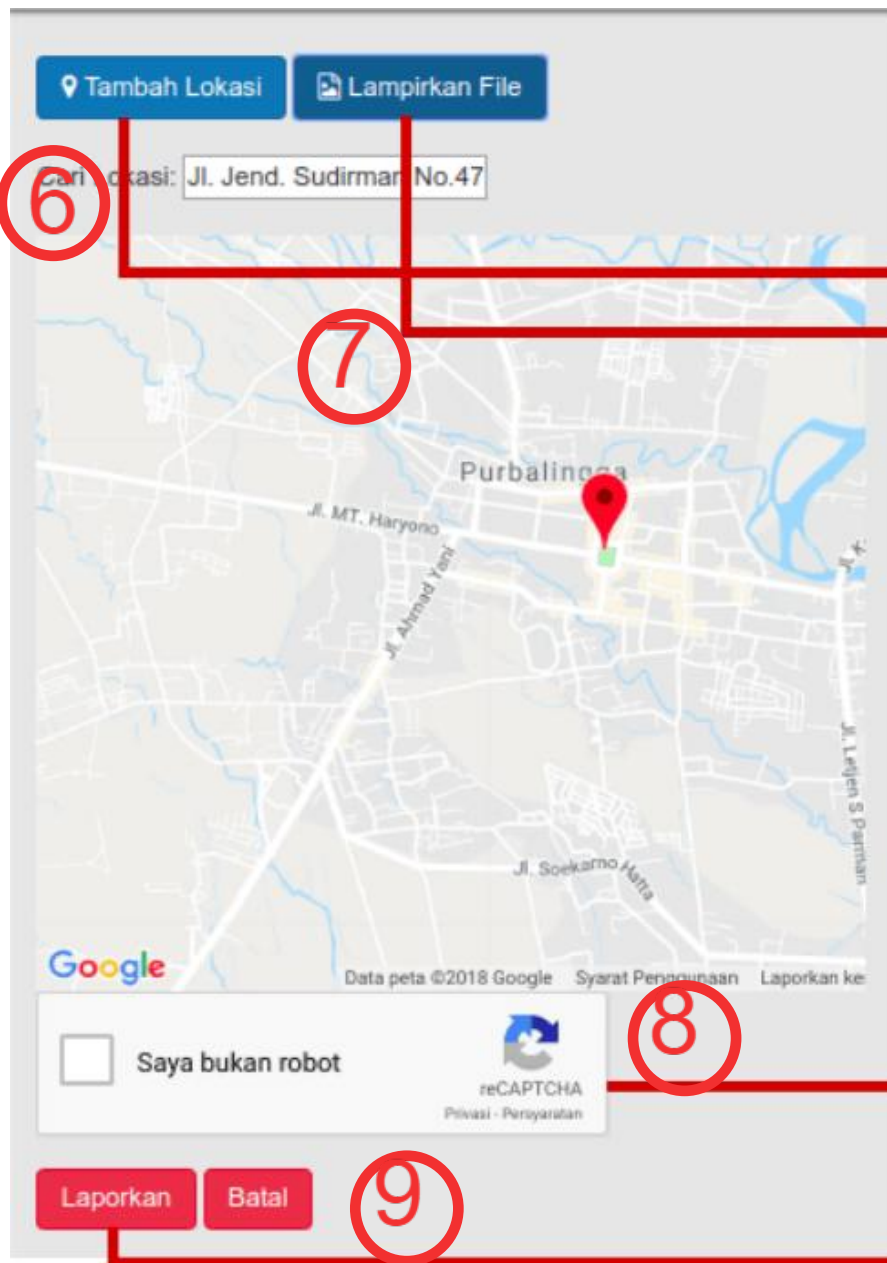 Tambah Lokasi Lampirkan File
6
Cari Lokasi: Jl. Jend. Sudirman No.47
7
Purbalingga
Jl. MT. Haryono
Jl. Ahmad Yani
Jl. Letjen S Parman
Jl. Soekarno Hatta
Google
Data peta ©2018 Google Syarat Penggunaan Laporkan ke
8
Saya bukan robot
reCAPTCHA
Privasi - Persyaratan
9
Laporkan Batal